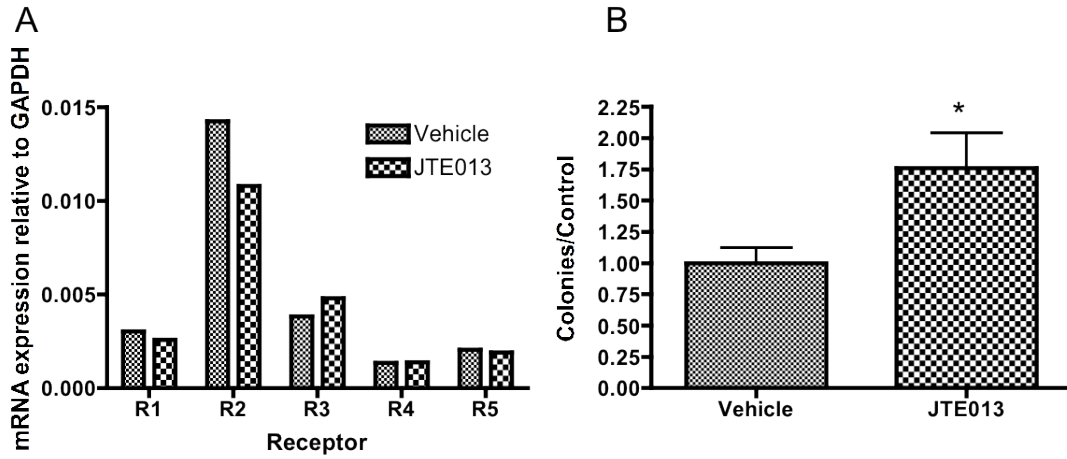 A
mRNA expression relative to GAPDH
0.015
0.010
0.005
0.000
Vehicle
JTE013
R1 R2 R3 R4 R5
Receptor
B
Colonies/Control
2.25
2.00
1.75
1.50
1.25
1.00
0.75
0.50
0.25
0.00
*
Vehicle JTE013